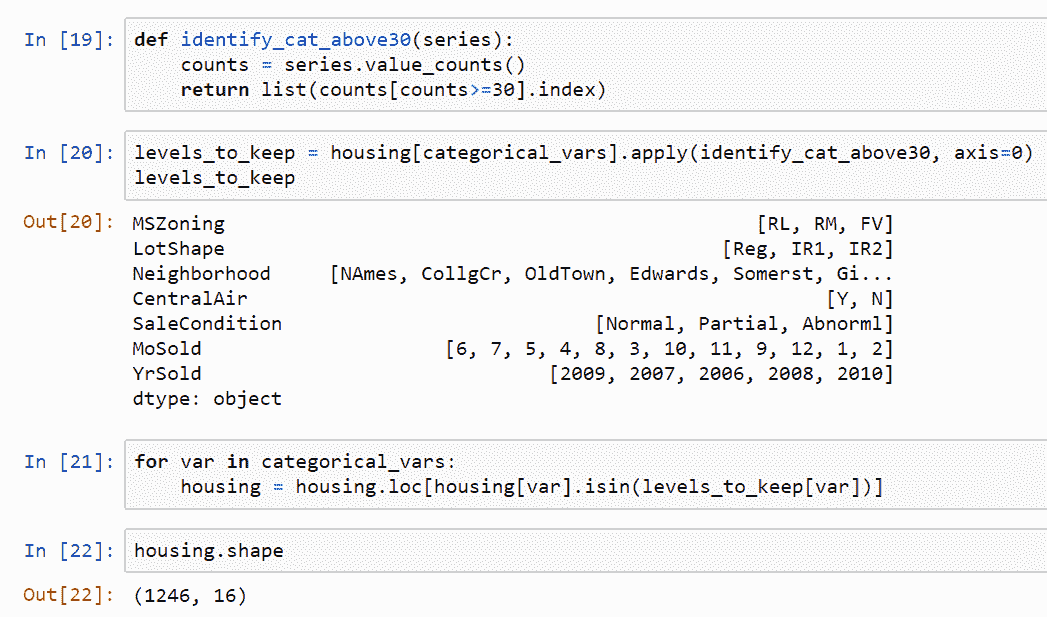 In [19]: def identify_cat_above30(series):
counts = series.value_counts()
return list(counts[counts>=30].index)
In [20]: levels_to_keep = housing[categorical_vars].apply(identify_cat_above30, axis=0)
levels_to_keep
Out[20]: MSZoning [RL, RM, FV]
LotShape [Reg, IR1, IR2]
Neighborhood [NAmes, CollgCr, OldTown, Edwards, Somerst, Gi...
CentralAir [Y, N]
SaleCondition [Normal, Partial, Abnorml]
MoSold [6, 7, 5, 4, 8, 3, 10, 11, 9, 12, 1, 2]
YrSold [2009, 2007, 2006, 2008, 2010]
dtype: object
In [21]: for var in categorical_vars:
housing = housing.loc[housing[var].isin(levels_to_keep[var])]
In [22]: housing.shape
Out[22]: (1246, 16)